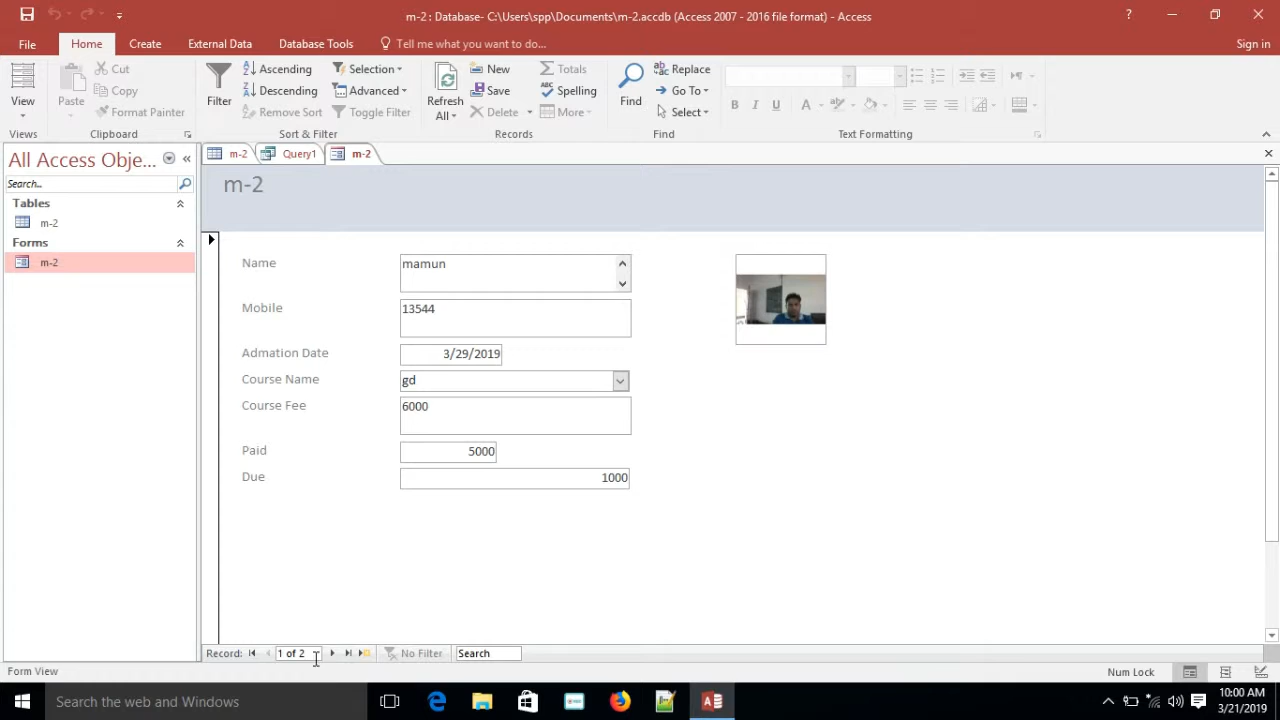 m-2 : Database- C:\Users\spp\Documents\m-2.accdb (Access 2007 - 2016 file format) - Access
?
File Home Create External Data Database Tools Tell me what you want to do... Sign in
View
Views
Paste
Cut
Copy
Format Painter
Clipboard
Filter
Ascending
Descending
Remove Sort
Selection
Advanced
Toggle Filter
Sort & Filter
Refresh
All
New
Save
Delete
Totals
Spelling
More
Records
Find
Replace
Go To
Select
Find
B I U A
Text Formatting
All Access Obje...
Search...
Tables
m-2
Forms
m-2
m-2 Query1 m-2
m-2
Name mamun
Mobile 13544
Admation Date 3/29/2019
Course Name gd
Course Fee 6000
Paid 5000
Due 1000
Record: 1 of 2 No Filter Search
Form View Num Lock
Search the web and Windows
10:00 AM
3/21/2019